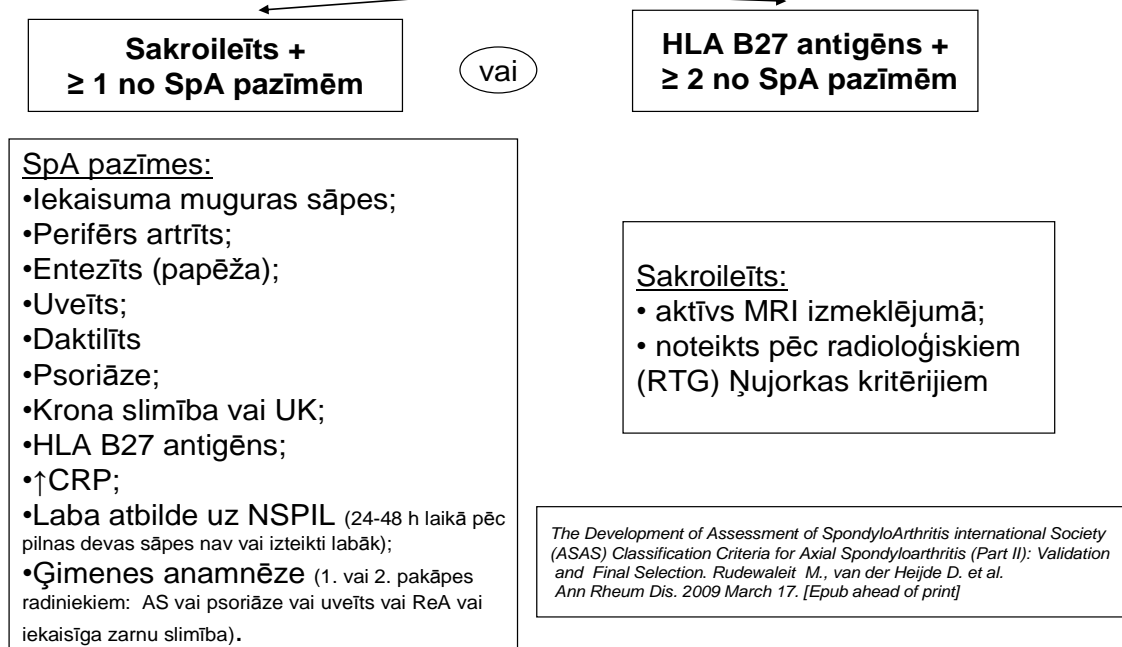 Sakroileīts +
≥ 1 no SpA pazīmēm
vai
HLA B27 antigēns +
≥ 2 no SpA pazīmēm
SpA pazīmes:
•Iekaisuma muguras sāpes;
•Perifērs artrīts;
•Entezīts (papēža);
•Uveīts;
•Daktilīts
•Psoriāze;
•Krona slimība vai UK;
•HLA B27 antigēns;
•↑CRP;
•Laba atbilde uz NSPIL (24-48 h laikā pēc
pilnas devas sāpes nav vai izteikti labāk);
•Ģimenes anamnēze (1. vai 2. pakāpes
radiniekiem: AS vai psoriāze vai uveīts vai ReA vai
iekaisīga zarnu slimība).
Sakroileīts:
• aktīvs MRI izmeklējumā;
• noteikts pēc radioloģiskiem
(RTG) Ņujorkas kritērijiem
The Development of Assessment of SpondyloArthritis international Society
(ASAS) Classification Criteria for Axial Spondyloarthritis (Part II): Validation
and Final Selection. Rudewaleit M., van der Heijde D. et al.
Ann Rheum Dis. 2009 March 17. [Epub ahead of print]